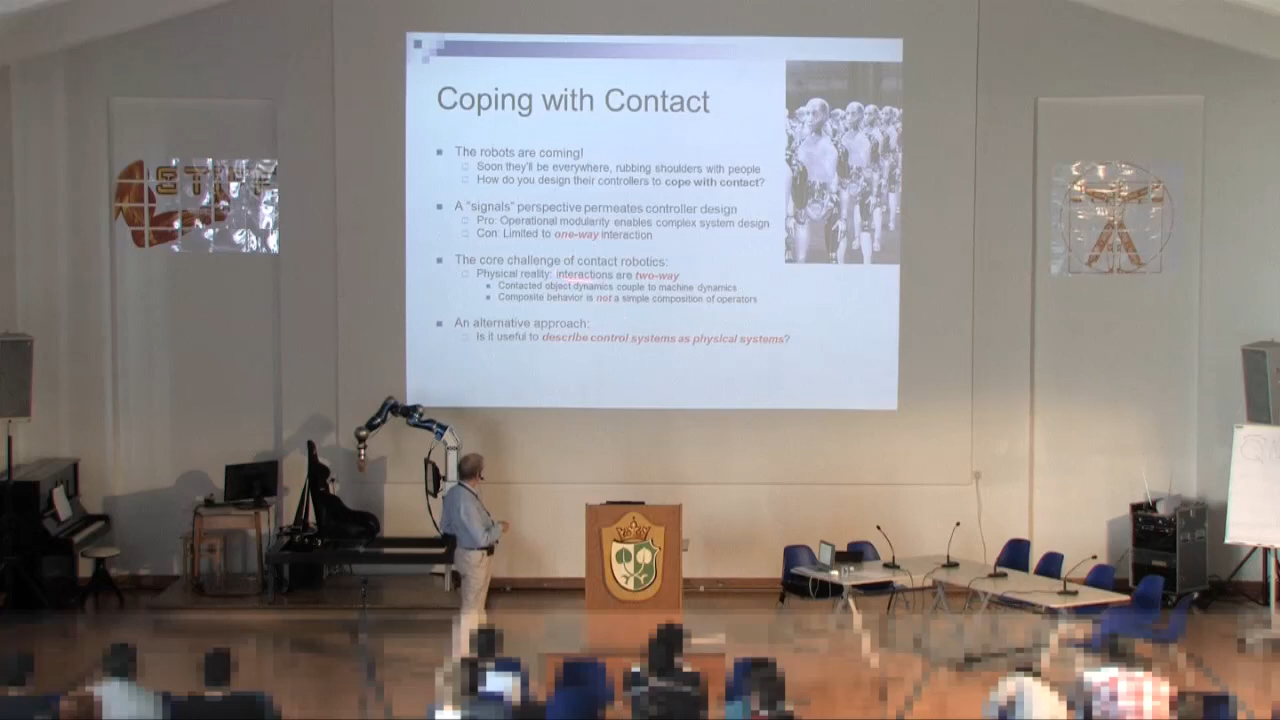 Coping with Contact
The robots are coming!
Soon they'll be everywhere, rubbing shoulders with people
How do you design their controllers to cope with contact?
A "signals" perspective permeates controller design
Pro: Operational modularity enables complex system design
Con: Limited to one-way interaction
The core challenge of contact robotics:
Physical reality: interactions are two-way
Contacted object dynamics couple to machine dynamics
Composite behavior is not a simple composition of operators
An alternative approach:
Is it useful to describe control systems as physical systems?
STIFF